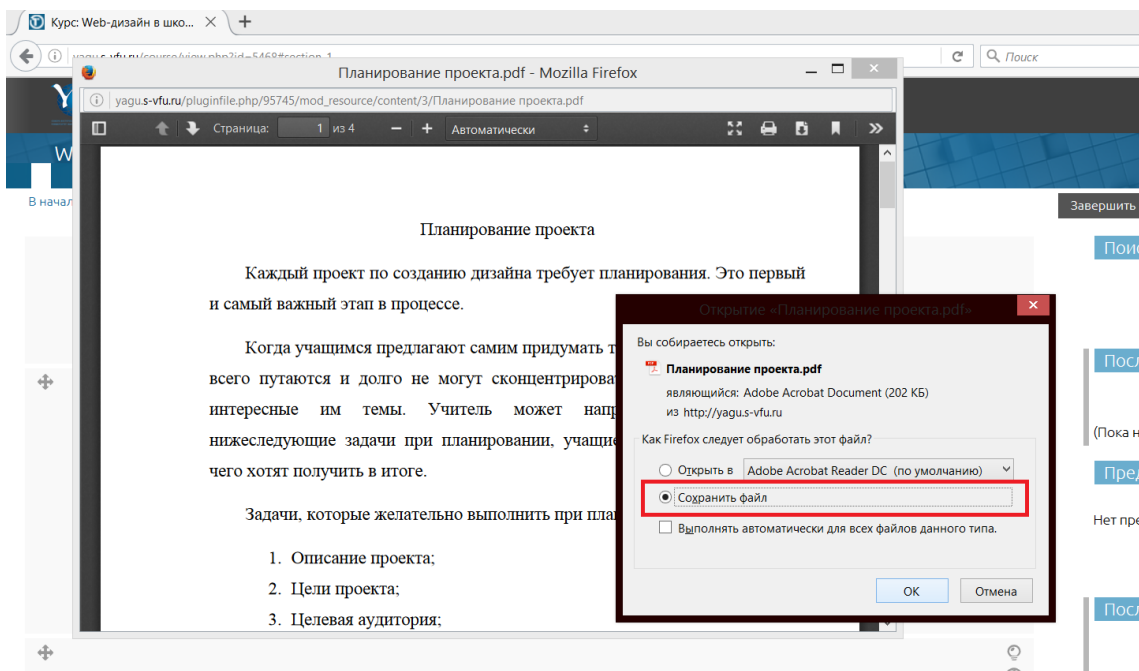 Курс: Web-дизайн в шко...
yagu.s-vfu.ru/course/view.php?id=5468#section-1
Поиск
Планирование проекта.pdf - Mozilla Firefox
yagu.s-vfu.ru/pluginfile.php/95745/mod_resource/content/3/Планирование проекта.pdf
Страница: 1 из 4 Автоматически
W
В начал
Завершить
Поис
Планирование проекта
Каждый проект по созданию дизайна требует планирования. Это первый
и самый важный этап в процессе.
Когда учащимся предлагают самим придумать т
всего путаются и долго не могут сконцентрироват
интересные им темы. Учитель может напр
нижеследующие задачи при планировании, учащие
чего хотят получить в итоге.
Задачи, которые желательно выполнить при план
1. Описание проекта;
2. Цели проекта;
3. Целевая аудитория;
Открытие «Планирование проекта.pdf»
Вы собираетесь открыть:
Планирование проекта.pdf
являющийся: Adobe Acrobat Document (202 КБ)
из http://yagu.s-vfu.ru
Как Firefox следует обработать этот файл?
Открыть в Adobe Acrobat Reader DC (по умолчанию)
Сохранить файл
Выполнять автоматически для всех файлов данного типа.
OK Отмена
Посл
(Пока н
Пред
Нет пре
Посл